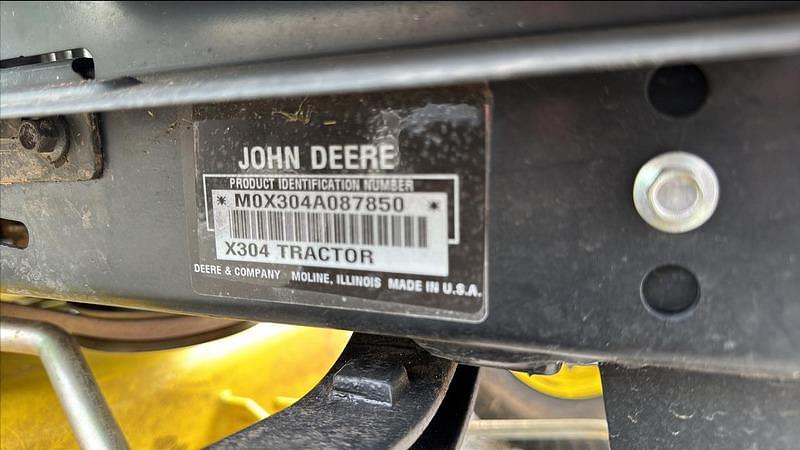 JOHN DEERE
PRODUCT IDENTIFICATION NUMBER
* M0X304A087850 *
X304 TRACTOR
DEERE & COMPANY MOLINE, ILLINOIS MADE IN U.S.A.